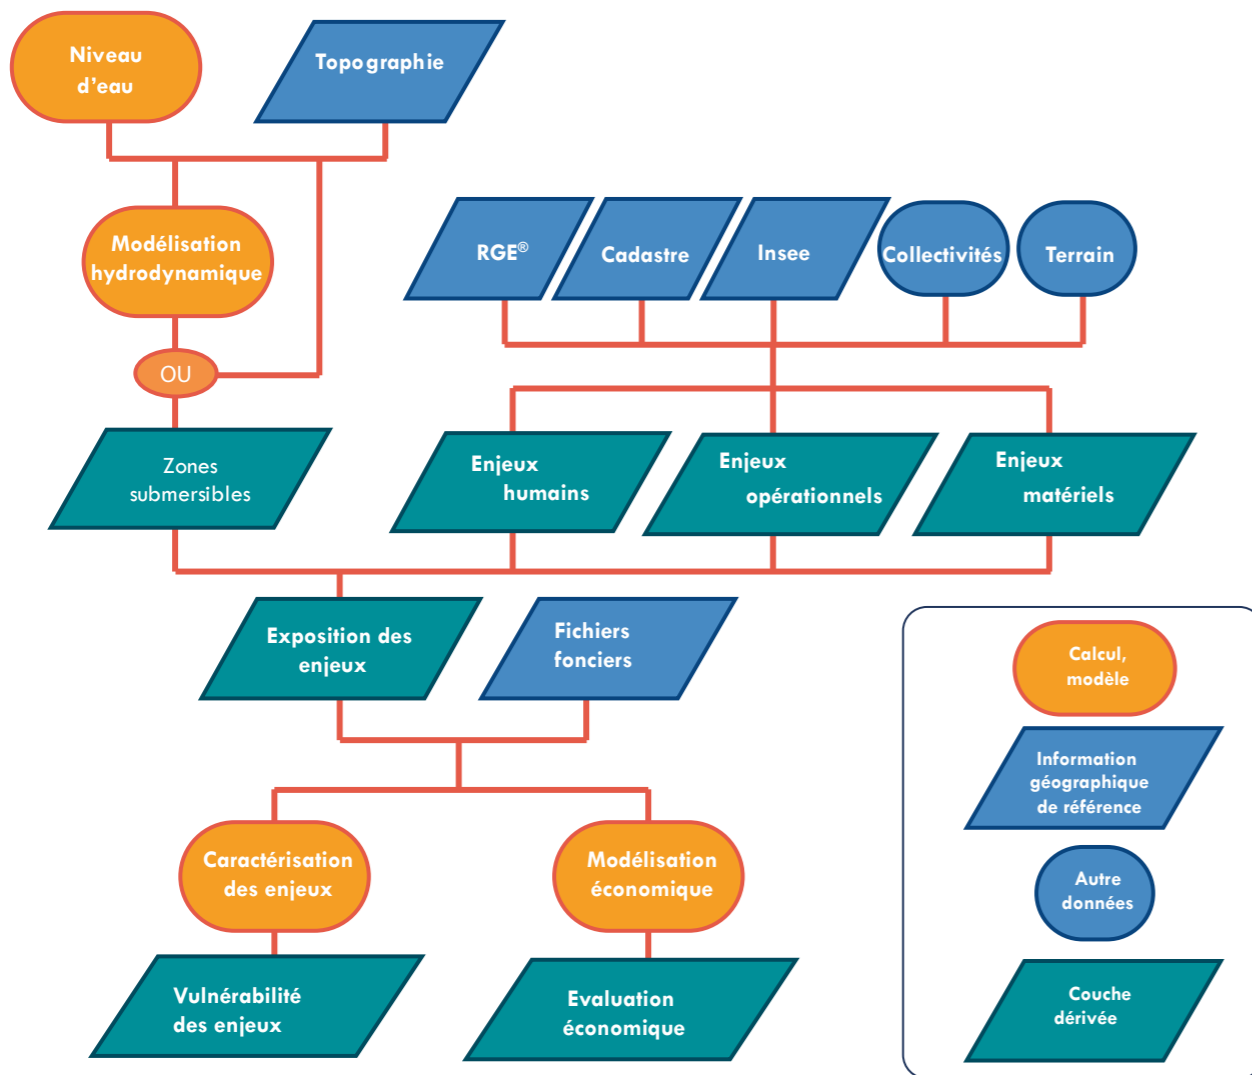 Niveau
d'eau
Topographie
Modélisation
hydrodynamique
RGE®
Cadastre
Insee
Collectivités
Terrain
OU
Zones
submersibles
Enjeux
humains
Enjeux
opérationnels
Enjeux
matériels
Exposition des
enjeux
Fichiers
fonciers
Caractérisation
des enjeux
Modélisation
économique
Vulnérabilité
des enjeux
Evaluation
économique
Calcul,
modèle
Information
géographique
de référence
Autre
données
Couche
dérivée